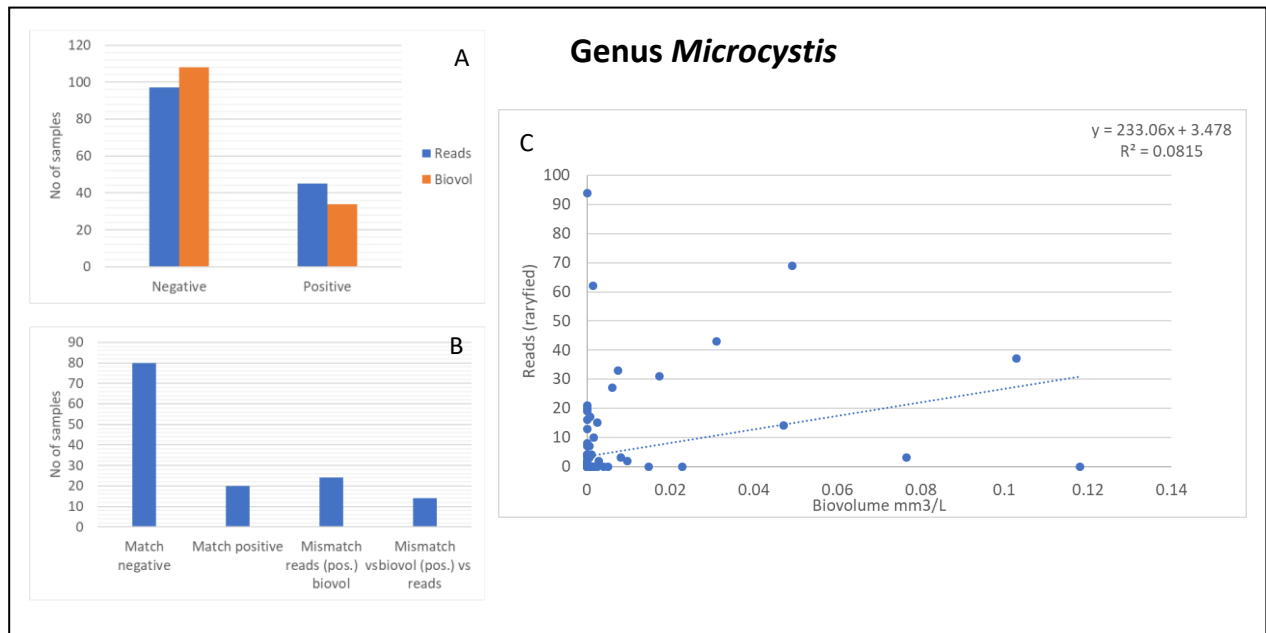 Genus Microcystis
A
120
100
80
60
40
20
0
No of samples
Negative Positive
Reads
Biovol
B
90
80
70
60
50
40
30
20
10
0
No of samples
Match Match positive Mismatch Mismatch
negative reads (pos.) vsbiovol (pos.) vs
biovol reads
C
y = 233.06x + 3.478
R² = 0.0815
100
90
80
70
60
50
40
30
20
10
0
Reads (raryfied)
0 0.02 0.04 0.06 0.08 0.1 0.12 0.14
Biovolume mm3/L